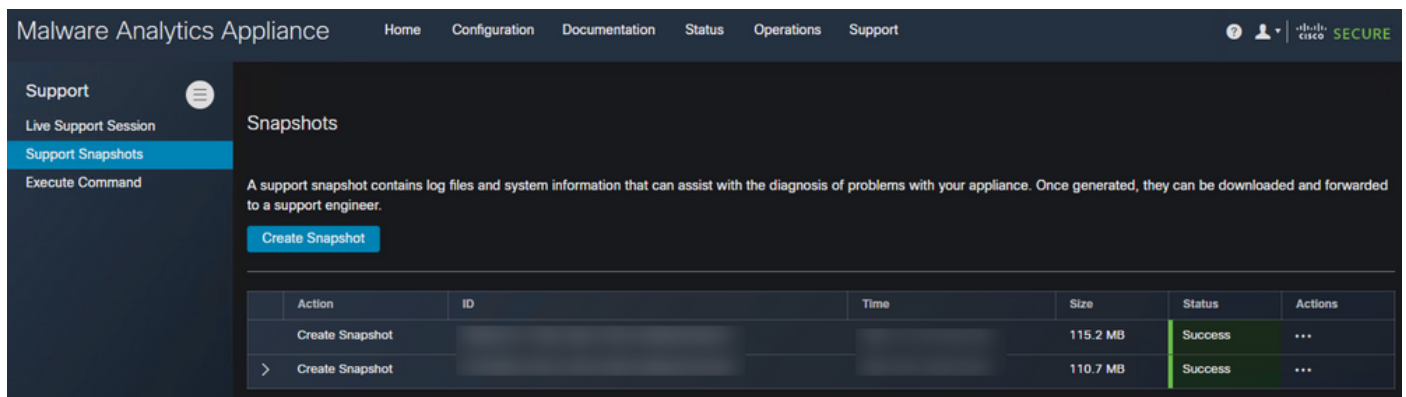 Malware Analytics Appliance Home Configuration Documentation Status Operations Support ? cisco SECURE
Support
Live Support Session
Support Snapshots
Execute Command
Snapshots
A support snapshot contains log files and system information that can assist with the diagnosis of problems with your appliance. Once generated, they can be downloaded and forwarded
to a support engineer.
Create Snapshot
Action ID Time Size Status Actions
Create Snapshot 115.2 MB Success ...
Create Snapshot 110.7 MB Success ...